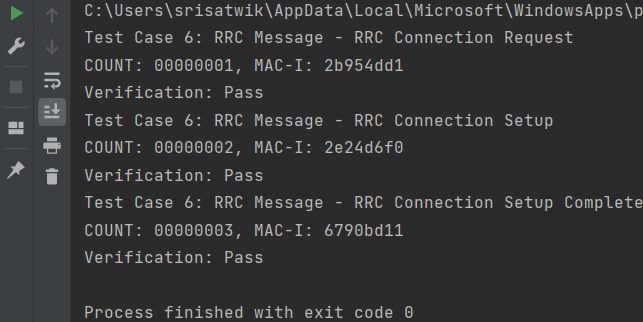 C:\Users\srisatwik\AppData\Local\Microsoft\WindowsApps\p
Test Case 6: RRC Message - RRC Connection Request
COUNT: 00000001, MAC-I: 2b954dd1
Verification: Pass
Test Case 6: RRC Message - RRC Connection Setup
COUNT: 00000002, MAC-I: 2e24d6f0
Verification: Pass
Test Case 6: RRC Message - RRC Connection Setup Complete
COUNT: 00000003, MAC-I: 6790bd11
Verification: Pass
Process finished with exit code 0